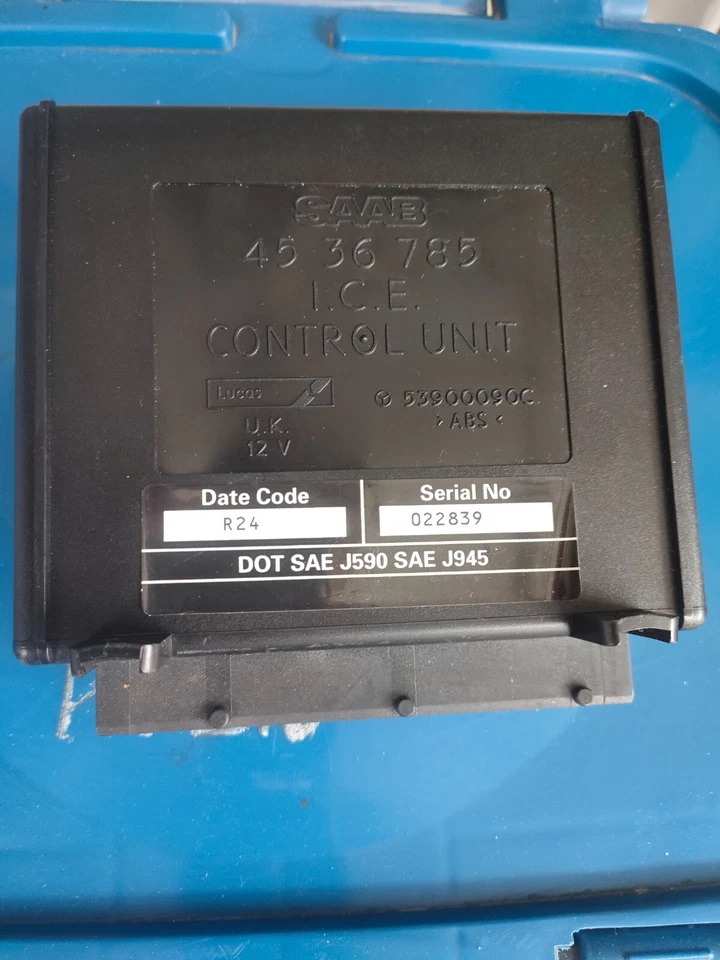 SAAB
45 36 785
I.C.E.
CONTROL UNIT
Lucas
53900090C
U.K.
>ABS<
12 V
Date Code
Serial No
R24
022839
DOT SAE J590 SAE J945